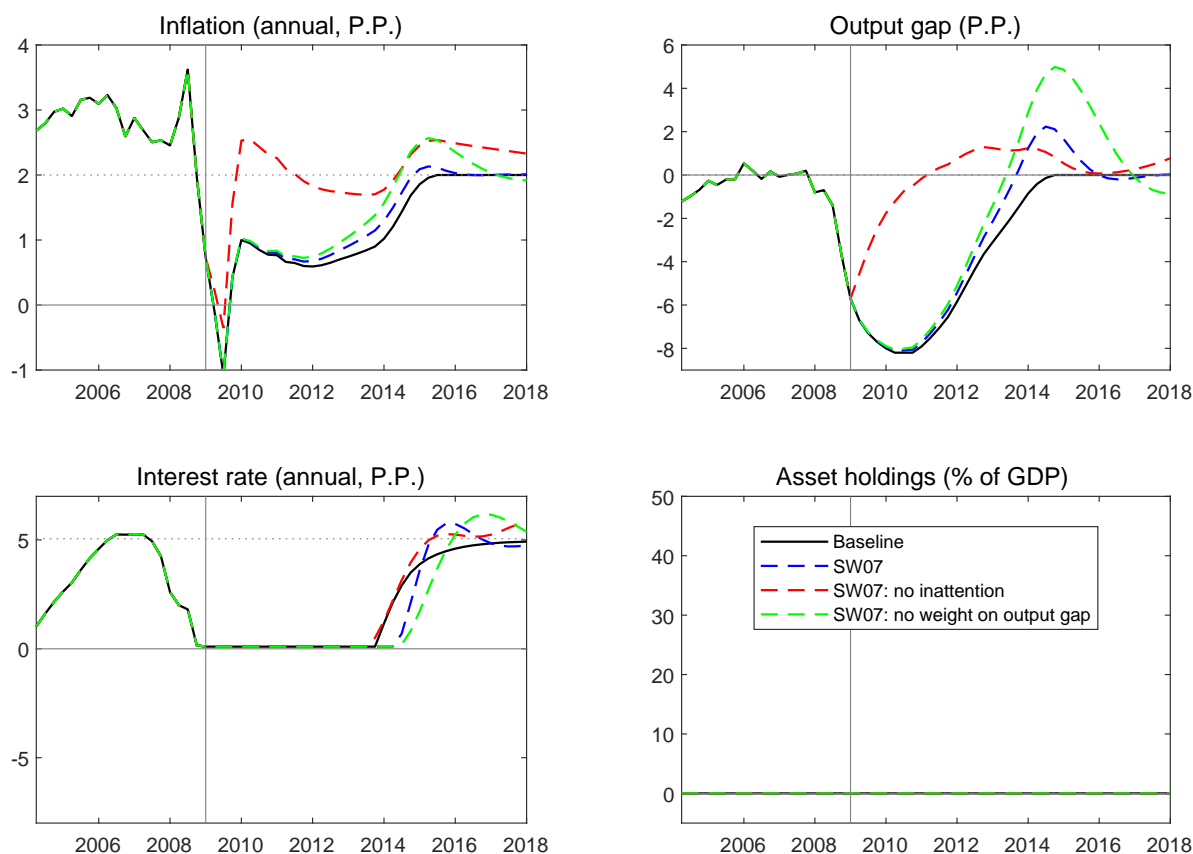 Inflation (annual, P.P.)
4
3
2
1
0
-1
2006 2008 2010 2012 2014 2016 2018
Output gap (P.P.)
6
4
2
0
-2
-4
-6
-8
2006 2008 2010 2012 2014 2016 2018
Interest rate (annual, P.P.)
5
0
-5
2006 2008 2010 2012 2014 2016 2018
Asset holdings (% of GDP)
50
40
30
20
10
0
Baseline
SW07
SW07: no inattention
SW07: no weight on output gap
2006 2008 2010 2012 2014 2016 2018